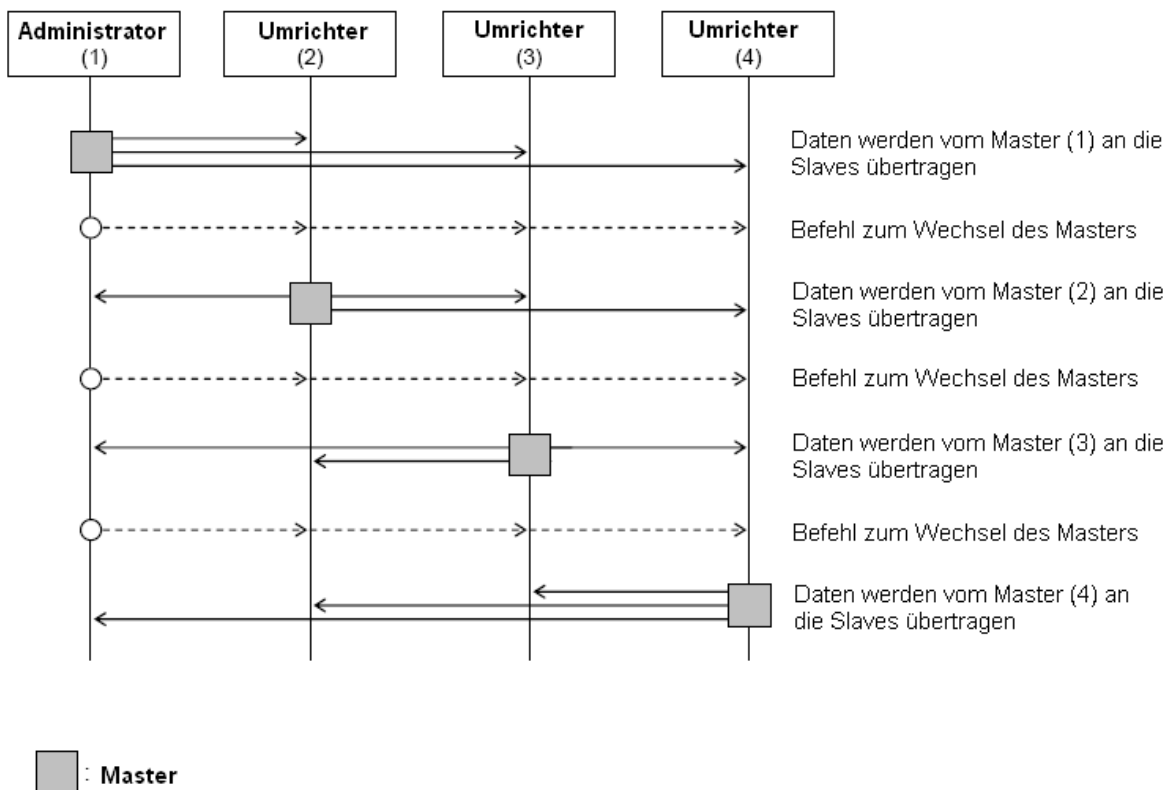 Administrator
(1)
Umrichter
(2)
Umrichter
(3)
Umrichter
(4)
Daten werden vom Master (1) an die
Slaves übertragen
Befehl zum Wechsel des Masters
Daten werden vom Master (2) an die
Slaves übertragen
Befehl zum Wechsel des Masters
Daten werden vom Master (3) an die
Slaves übertragen
Befehl zum Wechsel des Masters
Daten werden vom Master (4) an
die Slaves übertragen
: Master